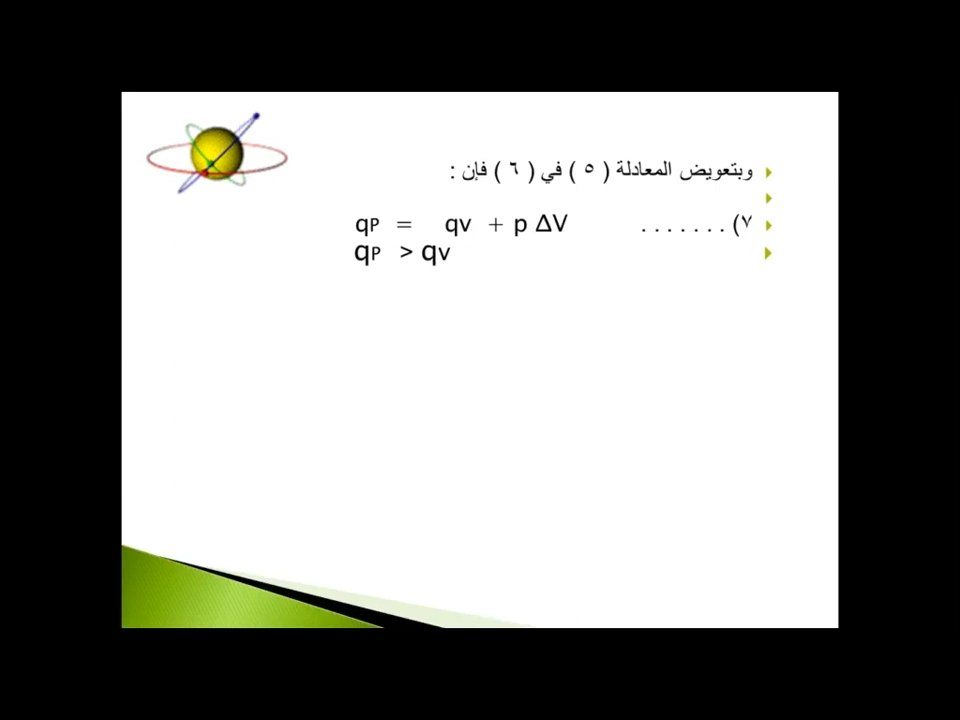 وبتعويض المعادلة ( ٥ ) في ( ٦ ) فإن :
qP = qv + p ΔV . . . . . . . (٧
qP > qv